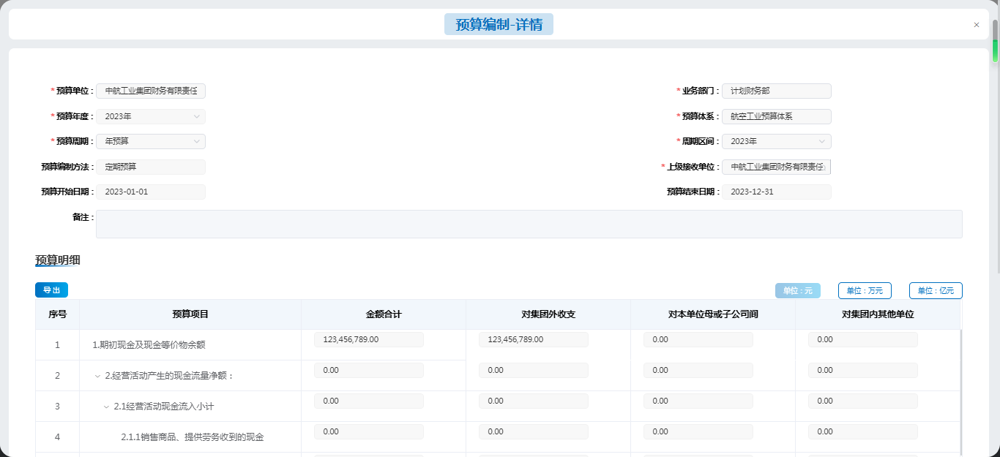 预算编制-详情
×
* 预算单位： 中航工业集团财务有限责任
* 业务部门： 计划财务部
* 预算年度： 2023年
* 预算体系： 航空工业预算体系
* 预算周期： 年预算
* 周期区间： 2023年
预算编制方法： 定期预算
* 上级接收单位： 中航工业集团财务有限责任
预算开始日期： 2023-01-01
预算结束日期： 2023-12-31
备注：
预算明细
导出 单位：元 单位：万元 单位：亿元
序号 预算项目 金额合计 对集团外收支 对本单位母或子公司间 对集团内其他单位
1 1.期初现金及现金等价物余额 123,456,789.00 123,456,789.00 0.00 0.00
2 2.经营活动产生的现金流量净额： 0.00 0.00 0.00 0.00
3 2.1经营活动现金流入小计 0.00 0.00 0.00 0.00
4 2.1.1销售商品、提供劳务收到的现金 0.00 0.00 0.00 0.00